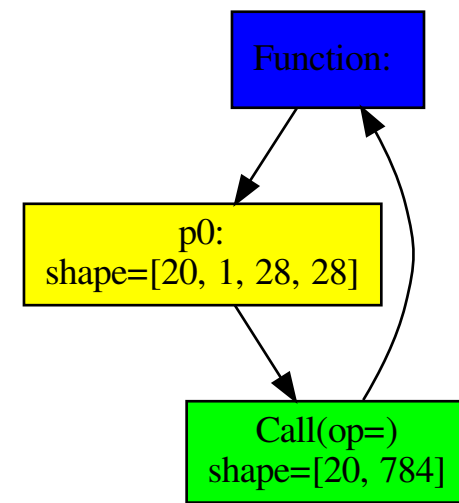 Function:
p0:
shape=[20, 1, 28, 28]
Call(op=)
shape=[20, 784]